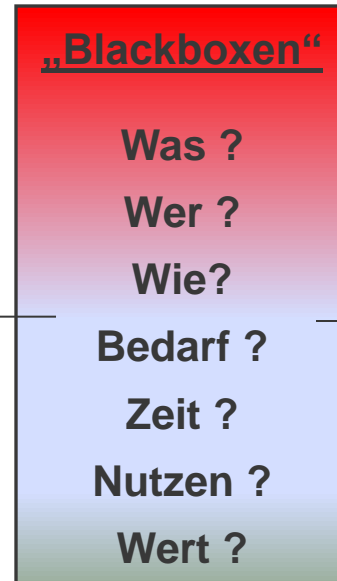 „Blackboxen“
Was ?
Wer ?
Wie?
Bedarf ?
Zeit ?
Nutzen ?
Wert ?